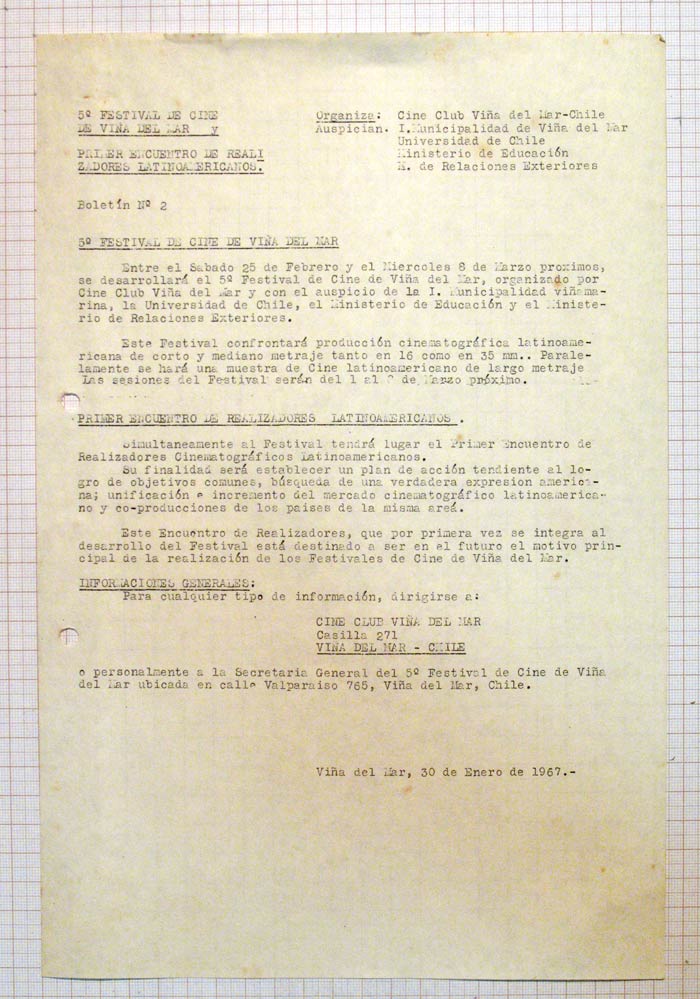 5º FESTIVAL DE CINE
DE VIÑA DEL MAR y
PRIMER ENCUENTRO DE REALI
ZADORES LATINOAMERICANOS.
Organiza: Cine Club Viña del Mar-Chile
Auspician. I.Municipalidad de Viña del Mar
Universidad de Chile
Ministerio de Educación
M. de Relaciones Exteriores
Boletín Nº 2
5º FESTIVAL DE CINE DE VIÑA DEL MAR
Entre el Sabado 25 de Febrero y el Miercoles 8 de Marzo proximos,
se desarrollará el 5º Festival de Cine de Viña del Mar, organizado por
Cine Club Viña del Mar y con el auspicio de la I. Municipalidad viñama-
rina, la Universidad de Chile, el Ministerio de Educación y el Ministe-
rio de Relaciones Exteriores.
Este Festival confrontará producción cinematográfica latinoame-
ricana de corto y mediano metraje tanto en 16 como en 35 mm.. Parale-
lamente se hará una muestra de Cine latinoamericano de largo metraje
Las sesiones del Festival serán del 1 al 8 de Marzo próximo.
PRIMER ENCUENTRO DE REALIZADORES LATINOAMERICANOS .
Simultaneamente al Festival tendrá lugar el Primer Encuentro de
Realizadores Cinematográficos Latinoamericanos.
Su finalidad será establecer un plan de acción tendiente al lo-
gro de objetivos comunes, búsqueda de una verdadera expresion america-
na; unificación e incremento del mercado cinematográfico latinoamerica-
no y co-producciones de los paises de la misma areá.
Este Encuentro de Realizadores, que por primera vez se integra al
desarrollo del Festival está destinado a ser en el futuro el motivo prin-
cipal de la realización de los Festivales de Cine de Viña del Mar.
INFORMACIONES GENERALES:
Para cualquier tipo de información, dirigirse a:
CINE CLUB VIÑA DEL MAR
Casilla 271
VIÑA DEL MAR - CHILE
o personalmente a la Secretaria General del 5º Festival de Cine de Viña
del Mar ubicada en calle Valparaiso 765, Viña del Mar, Chile.
Viña del Mar, 30 de Enero de 1967.-